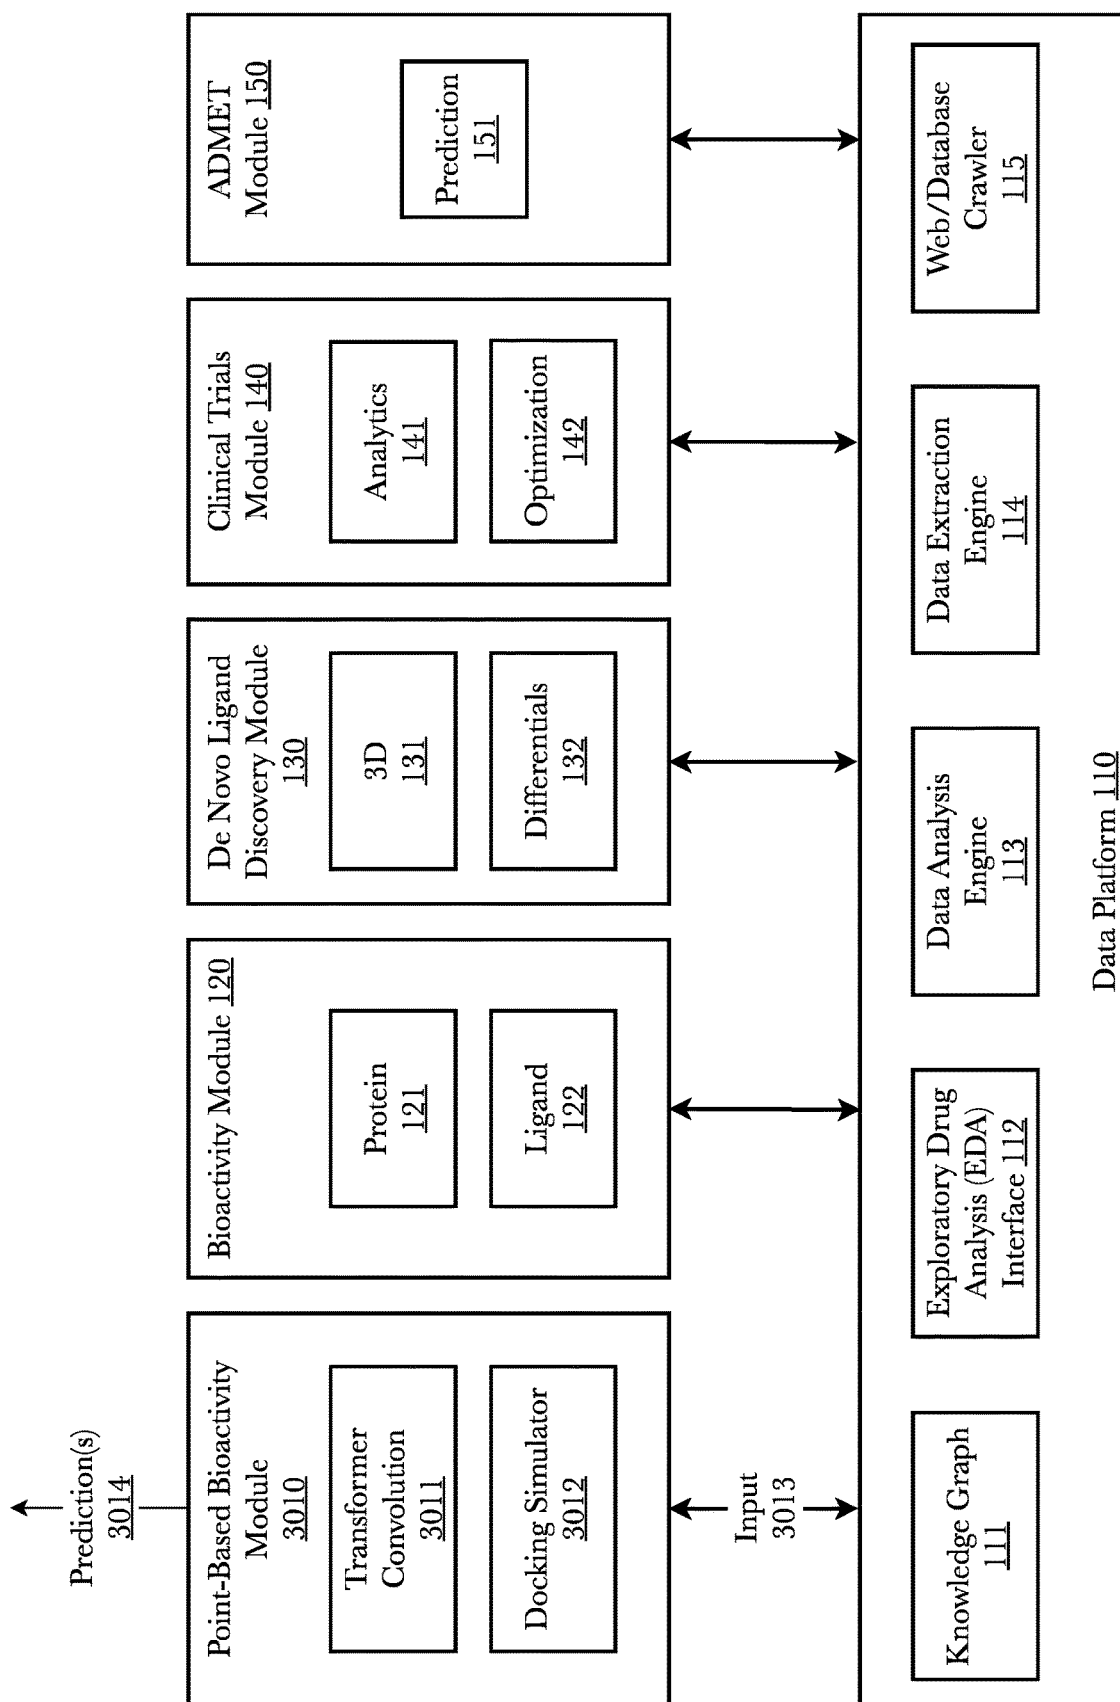 Prediction(s)
3014
Point-Based Bioactivity
Module
3010
Transformer
Convolution
3011
Docking Simulator
3012
Input
3013
Bioactivity Module 120
Protein
121
Ligand
122
De Novo Ligand
Discovery Module
130
3D
131
Differentials
132
Clinical Trials
Module 140
Analytics
141
Optimization
142
ADMET
Module 150
Prediction
151
Knowledge Graph
111
Exploratory Drug
Analysis (EDA)
Interface 112
Data Analysis
Engine
113
Data Extraction
Engine
114
Web/Database
Crawler
115
Data Platform 110